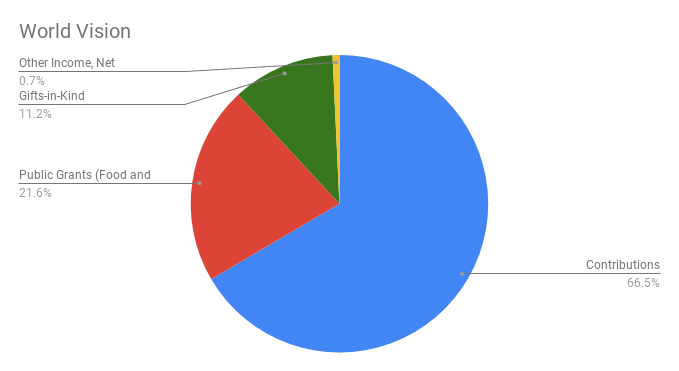 World Vision
Other Income, Net
0.7%
Gifts-in-Kind
11.2%
Public Grants (Food and
21.6%
Contributions
66.5%